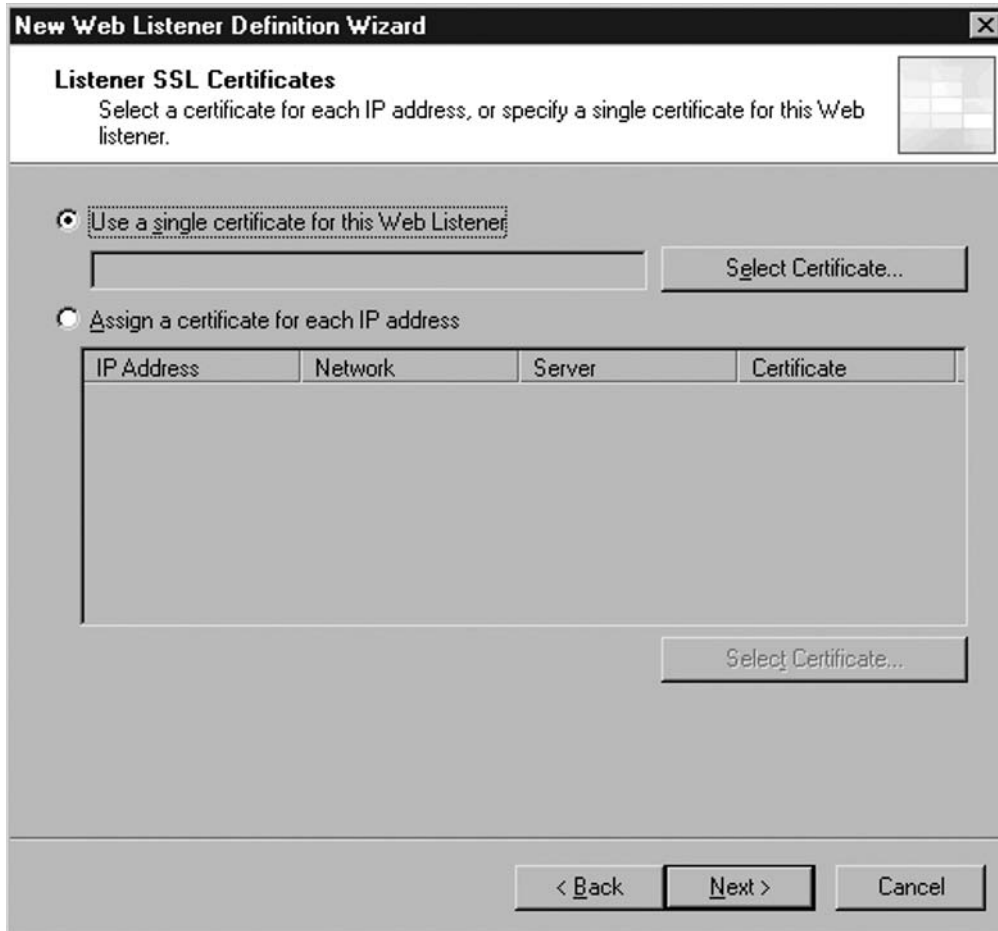 New Web Listener Definition Wizard
Listener SSL Certificates
Select a certificate for each IP address, or specify a single certificate for this Web
listener.
Use a single certificate for this Web Listener
Select Certificate...
Assign a certificate for each IP address
IP Address Network Server Certificate
Select Certificate...
< Back Next > Cancel